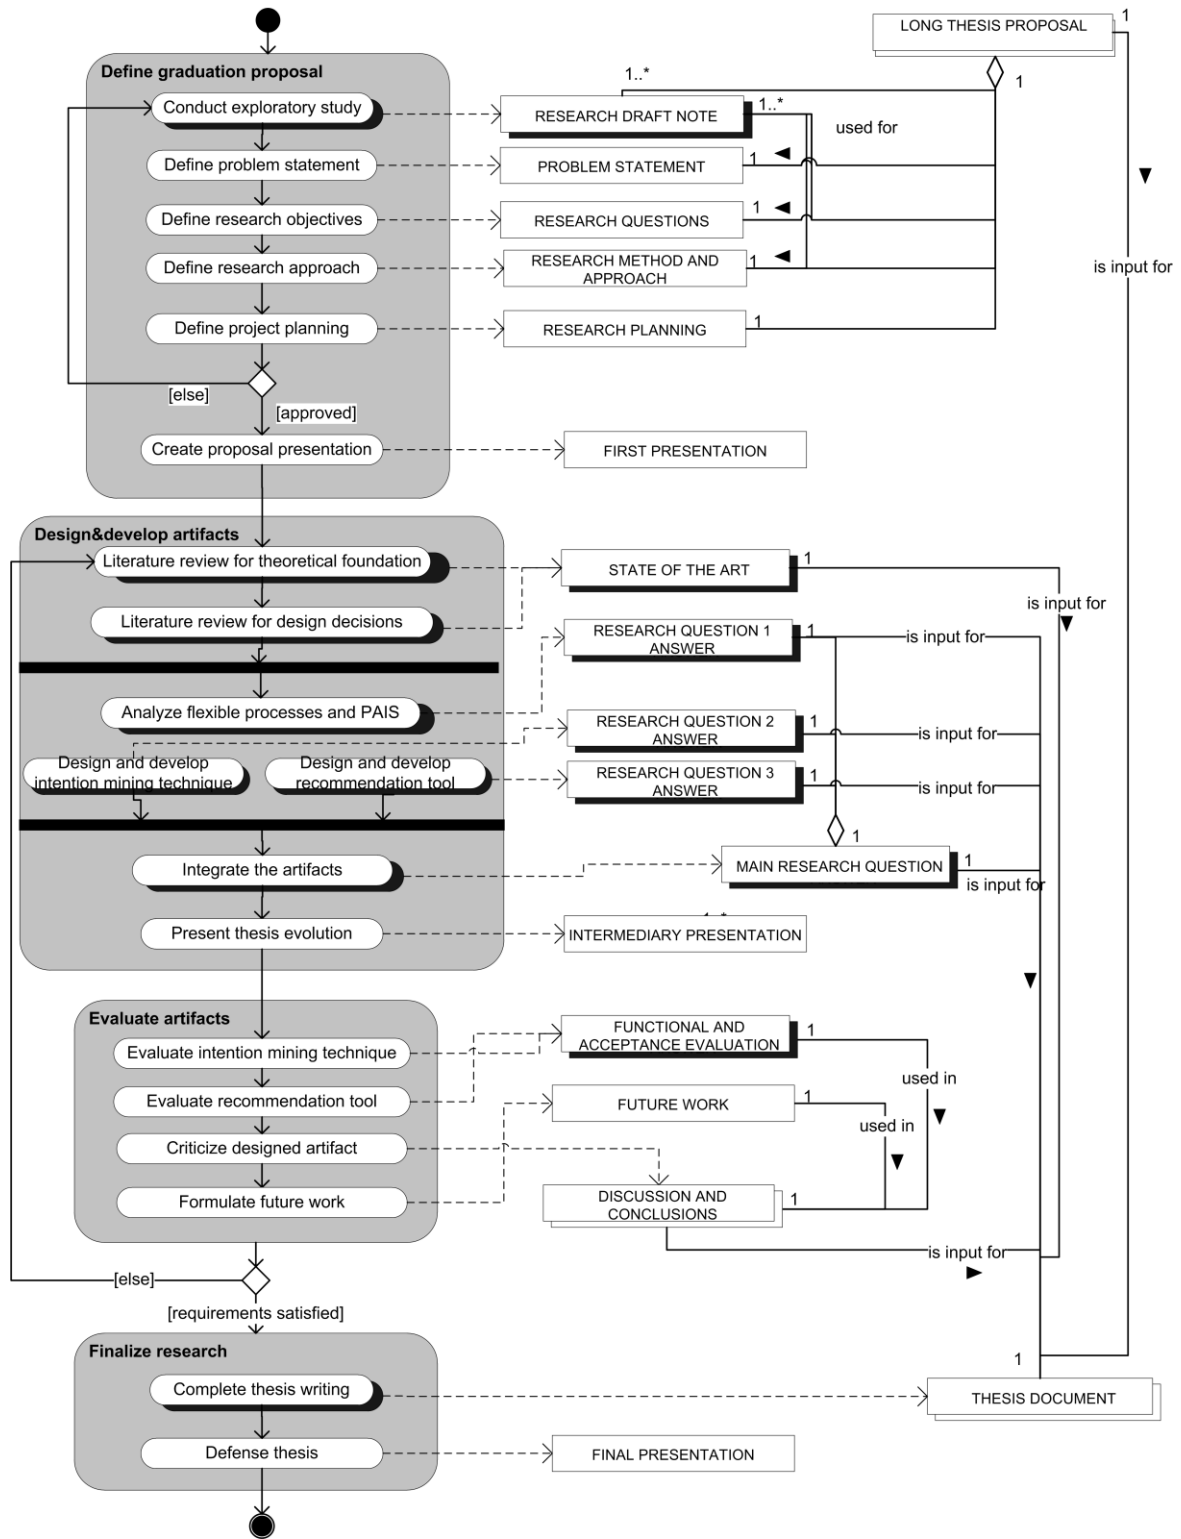 LONG THESIS PROPOSAL
1
Define graduation proposal
1..*
1
Conduct exploratory study
RESEARCH DRAFT NOTE
1..*
used for
Define problem statement
PROBLEM STATEMENT
1
Define research objectives
RESEARCH QUESTIONS
1
Define research approach
RESEARCH METHOD AND
APPROACH
1
is input for
Define project planning
RESEARCH PLANNING
1
[else]
[approved]
Create proposal presentation
FIRST PRESENTATION
Design&develop artifacts
Literature review for theoretical foundation
STATE OF THE ART
1
is input for
Literature review for design decisions
RESEARCH QUESTION 1
ANSWER
1
is input for
Analyze flexible processes and PAIS
RESEARCH QUESTION 2
ANSWER
1
is input for
Design and develop
intention mining technique
Design and develop
recommendation tool
RESEARCH QUESTION 3
ANSWER
1
is input for
1
Integrate the artifacts
MAIN RESEARCH QUESTION
1
is input for
Present thesis evolution
INTERMEDIARY PRESENTATION
Evaluate artifacts
Evaluate intention mining technique
FUNCTIONAL AND
ACCEPTANCE EVALUATION
1
used in
Evaluate recommendation tool
FUTURE WORK
1
used in
Criticize designed artifact
Formulate future work
DISCUSSION AND
CONCLUSIONS
1
is input for
[else]
[requirements satisfied]
Finalize research
1
Complete thesis writing
THESIS DOCUMENT
Defense thesis
FINAL PRESENTATION